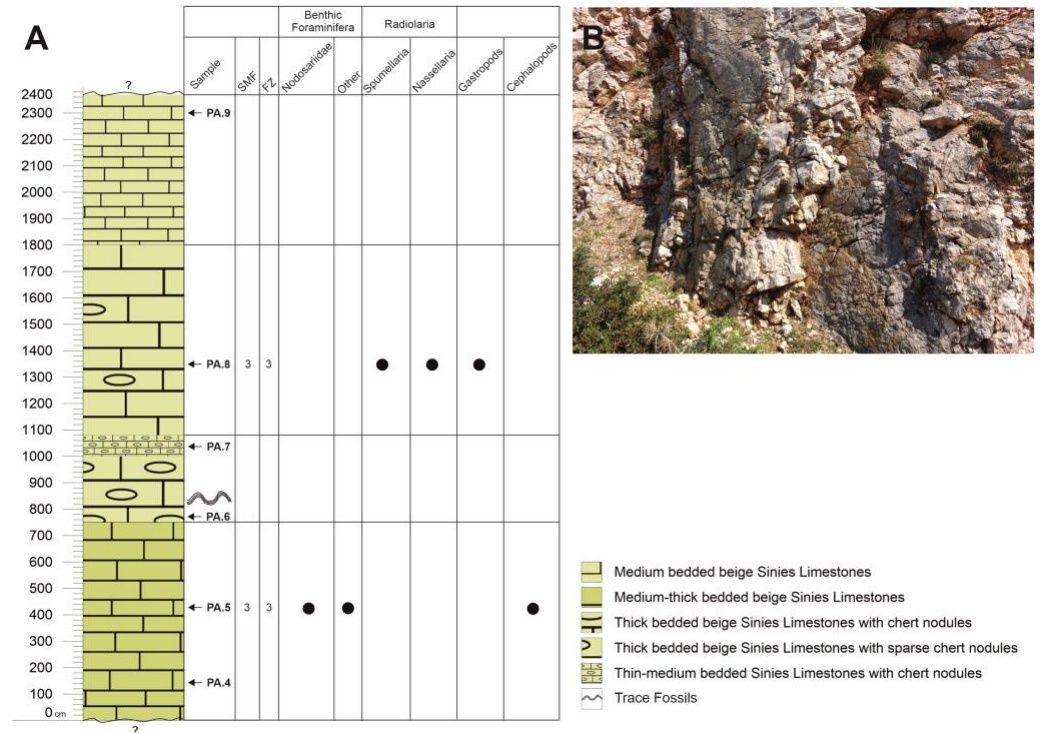 A
B
Benthic Foraminifera
Radiolaria
Sample
SMF
FZ
Nodosariidae
Other
Spumellaria
Nassellaria
Gastropods
Cephalopods
?
2400
2300
PA.9
2200
2100
2000
1900
1800
1700
1600
1500
1400
PA.8 3 3
1300
1200
1100
PA.7
1000
900
800
PA.6
700
600
500
PA.5 3 3
400
300
200
PA.4
100
0 cm
?
Medium bedded beige Sinies Limestones
Medium-thick bedded beige Sinies Limestones
Thick bedded beige Sinies Limestones with chert nodules
Thick bedded beige Sinies Limestones with sparse chert nodules
Thin-medium bedded Sinies Limestones with chert nodules
Trace Fossils